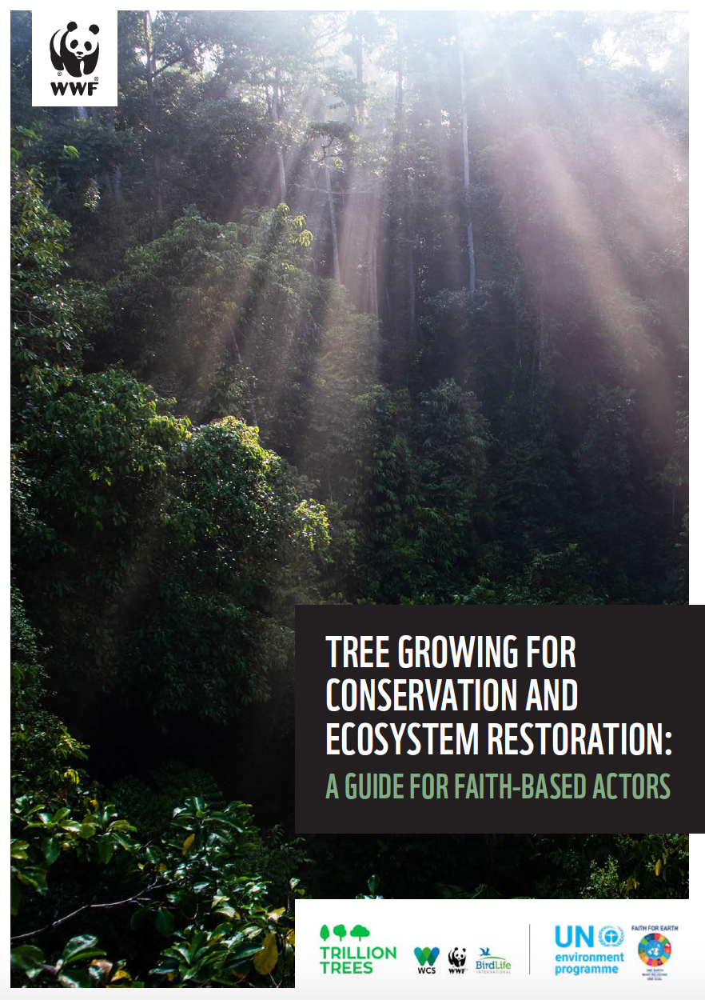 WWF
TREE GROWING FOR
CONSERVATION AND
ECOSYSTEM RESTORATION:
A GUIDE FOR FAITH-BASED ACTORS
TRILLION
TREES
WCS
WWF
BirdLife
INTERNATIONAL
UN
environment
programme
FAITH FOR EARTH